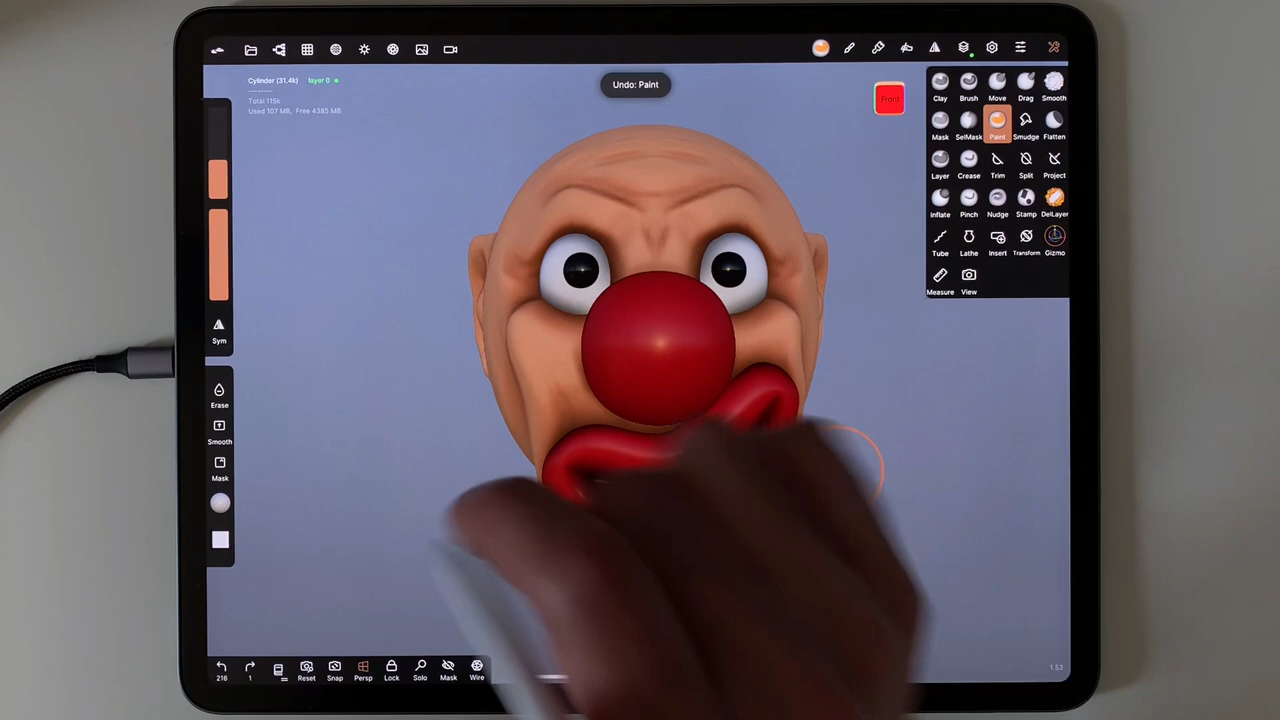 Cylinder (31.4k) layer 0
--------
Total 115k
Used 107 MB, Free 4385 MB
Undo: Paint
Front
Clay Brush Move Drag Smooth
Mask SelMask Paint Smudge Flatten
Layer Crease Trim Split Project
Inflate Pinch Nudge Stamp DelLayer
Tube Lathe Insert Transform Gizmo
Measure View
Sym
Erase
Smooth
Mask
216 1 Reset Snap Persp Lock Solo Mask Wire
1.53